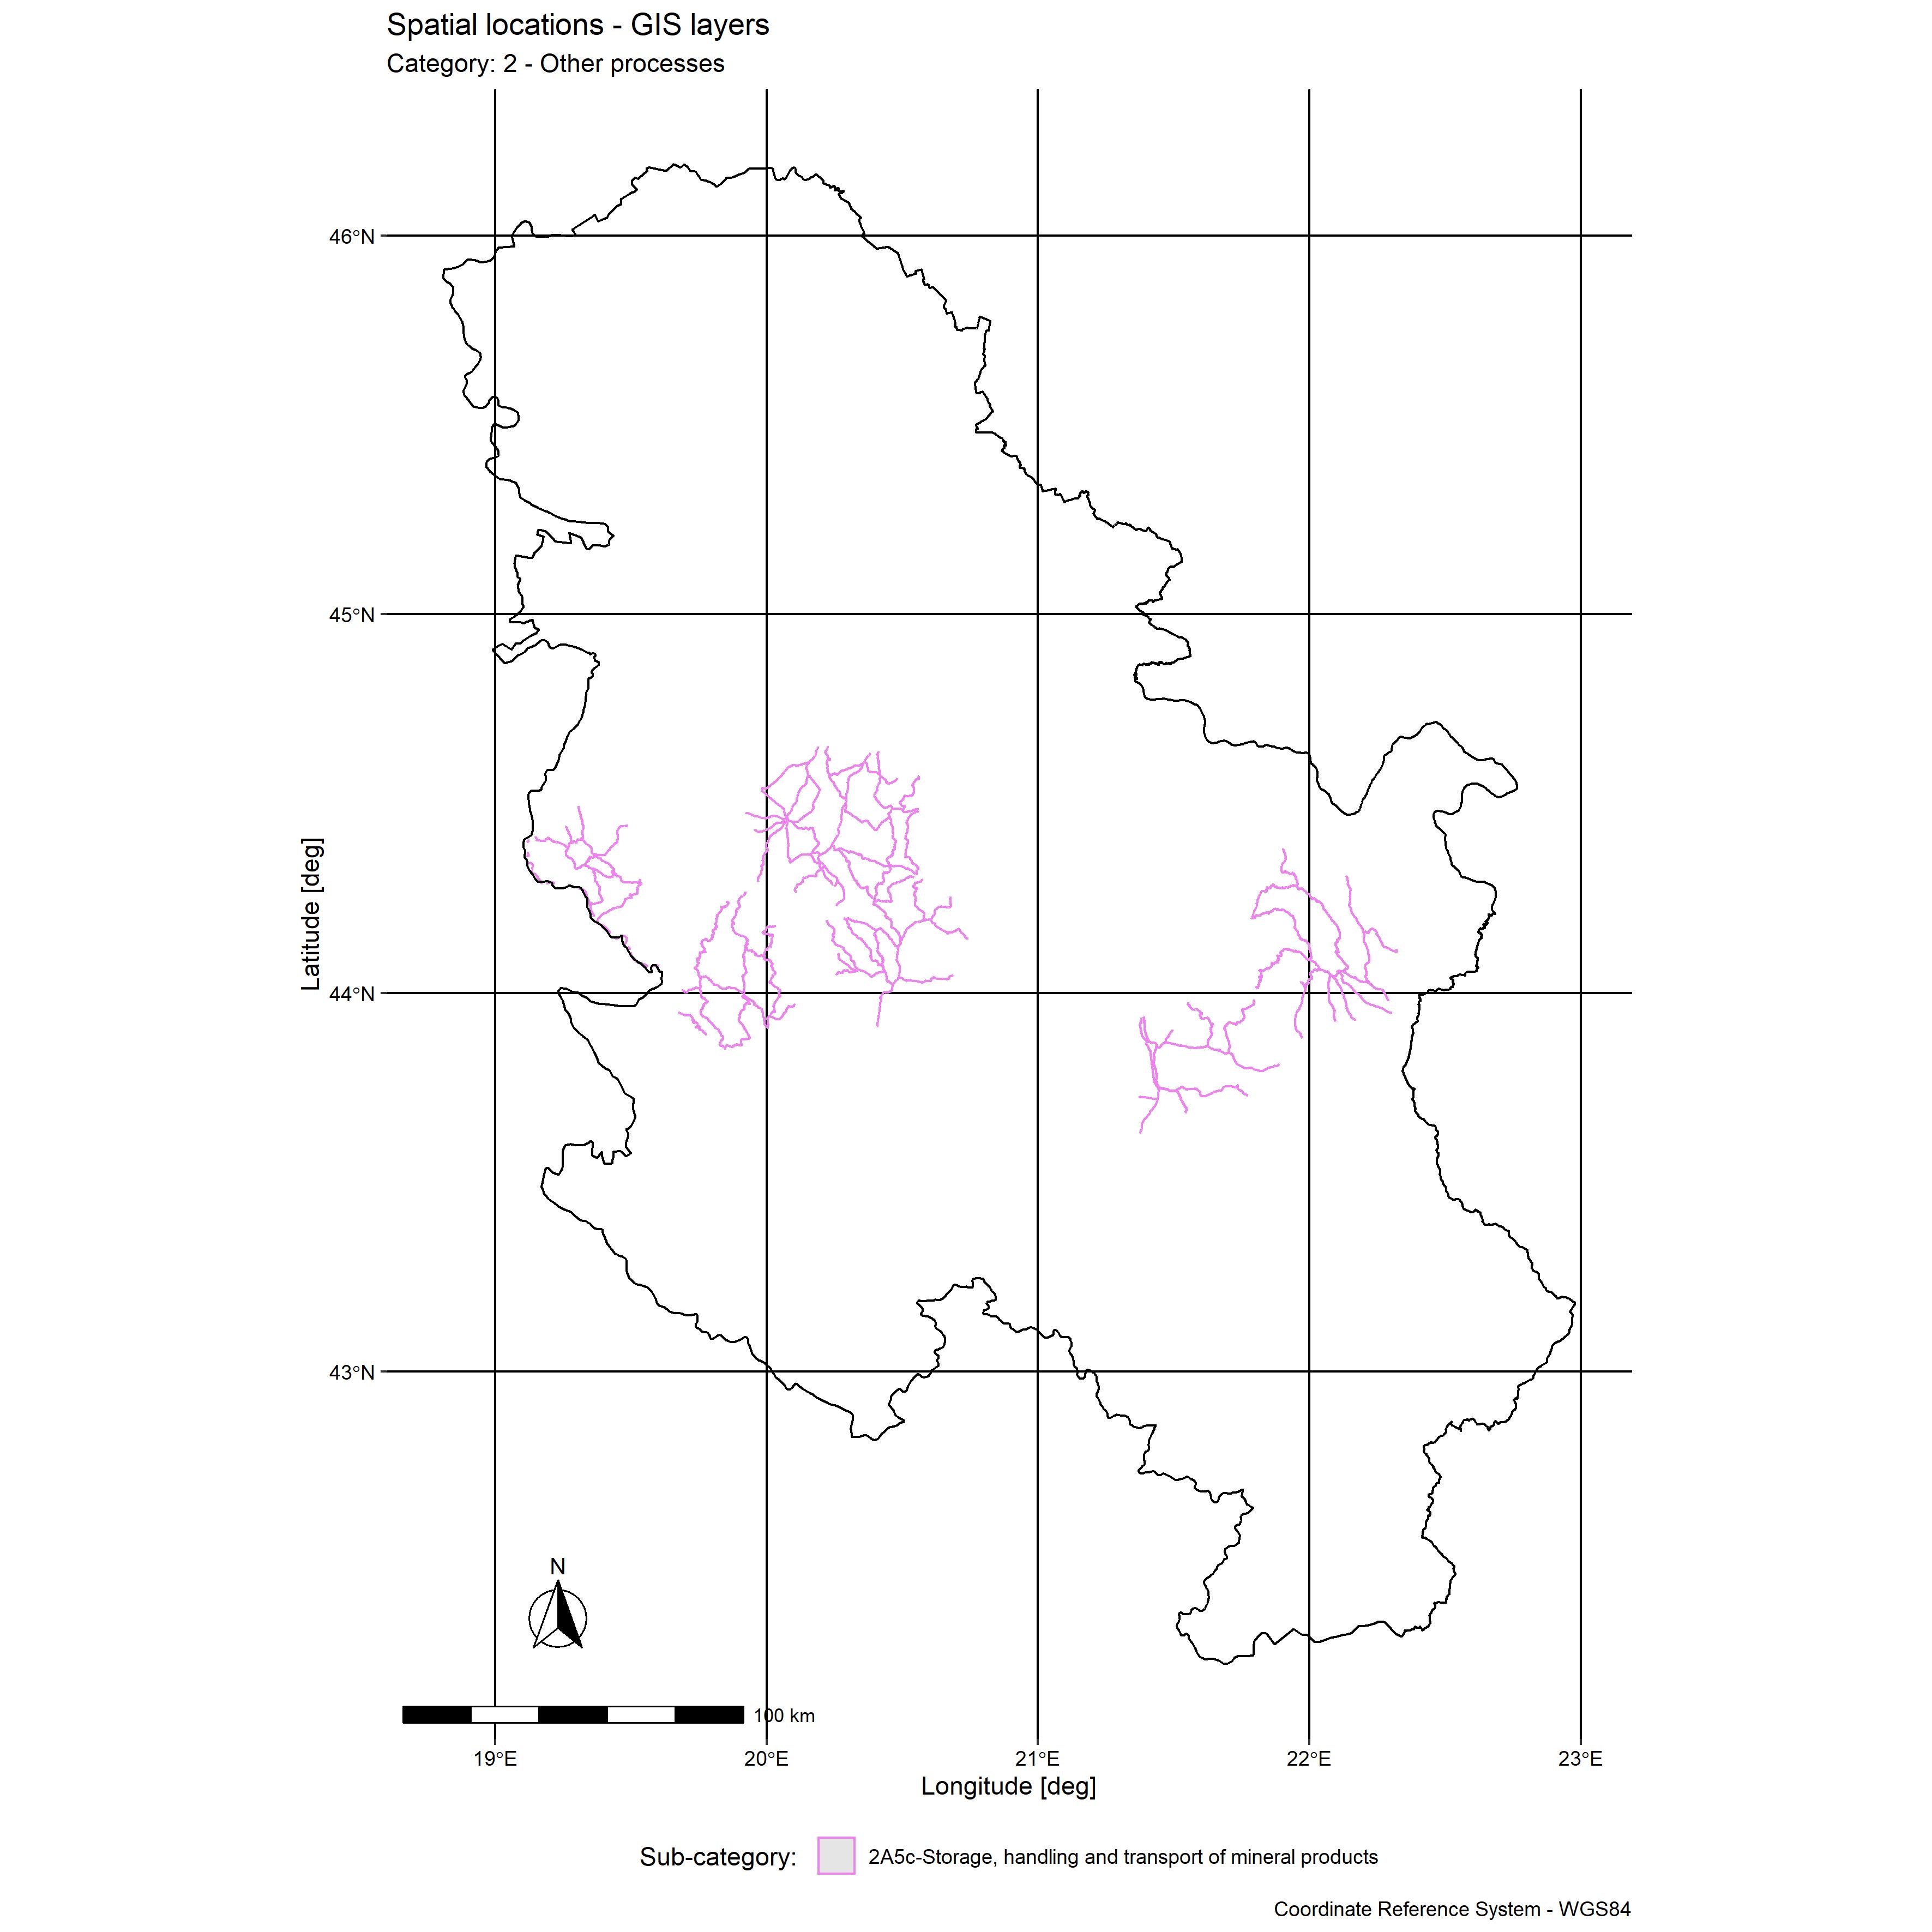 Spatial locations - GIS layers
Category: 2 - Other processes
46°N
45°N
44°N
43°N
Latitude [deg]
N
100 km
19°E 20°E 21°E 22°E 23°E
Longitude [deg]
Sub-category: 2A5c-Storage, handling and transport of mineral products
Coordinate Reference System - WGS84